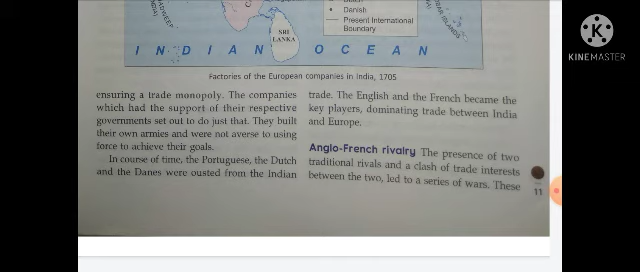 Danish
Present International
Boundary
SRI
LANKA
INDIAN OCEAN
KINEMASTER
Factories of the European companies in India, 1705
ensuring a trade monopoly. The companies
which had the support of their respective
governments set out to do just that. They built
their own armies and were not averse to using
force to achieve their goals.
In course of time, the Portuguese, the Dutch
and the Danes were ousted from the Indian
trade. The English and the French became the
key players, dominating trade between India
and Europe.
Anglo-French rivalry The presence of two
traditional rivals and a clash of trade interests
between the two, led to a series of wars. These
11